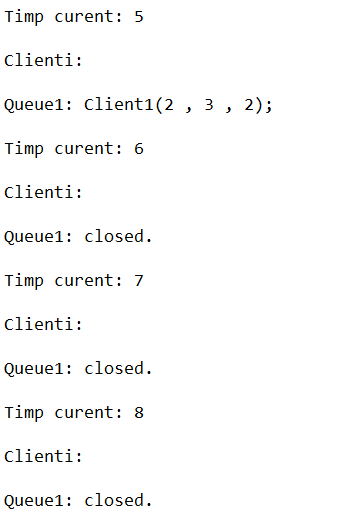 Timp curent: 5
Clienti:
Queue1: Client1(2 , 3 , 2);
Timp curent: 6
Clienti:
Queue1: closed.
Timp curent: 7
Clienti:
Queue1: closed.
Timp curent: 8
Clienti:
Queue1: closed.